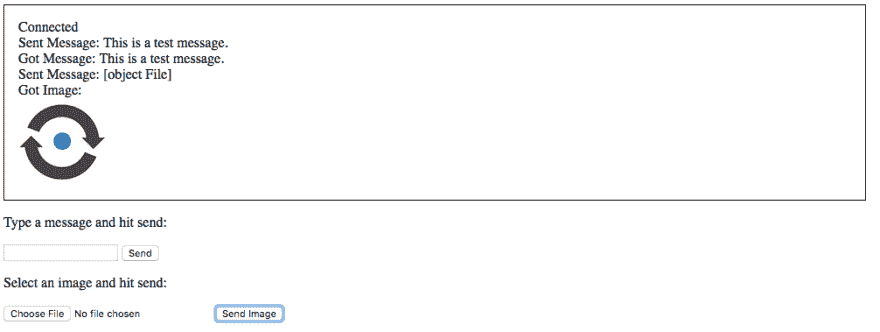 Connected
Sent Message: This is a test message.
Got Message: This is a test message.
Sent Message: [object File]
Got Image:
Type a message and hit send:
Send
Select an image and hit send:
Choose File No file chosen Send Image